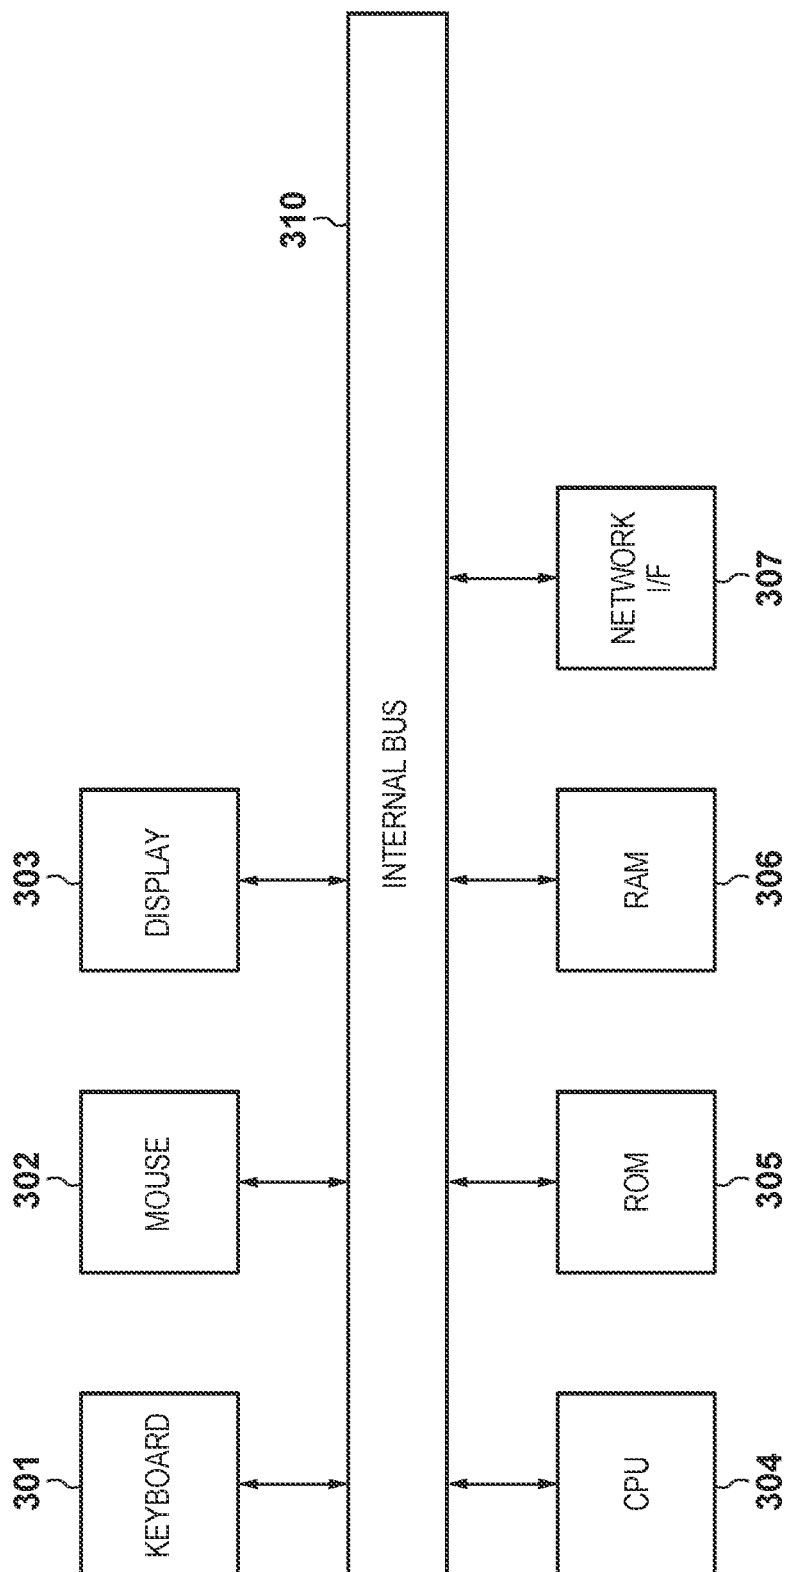 301
302
303
KEYBOARD
MOUSE
DISPLAY
310
INTERNAL BUS
CPU
ROM
RAM
NETWORK
I/F
304
305
306
307